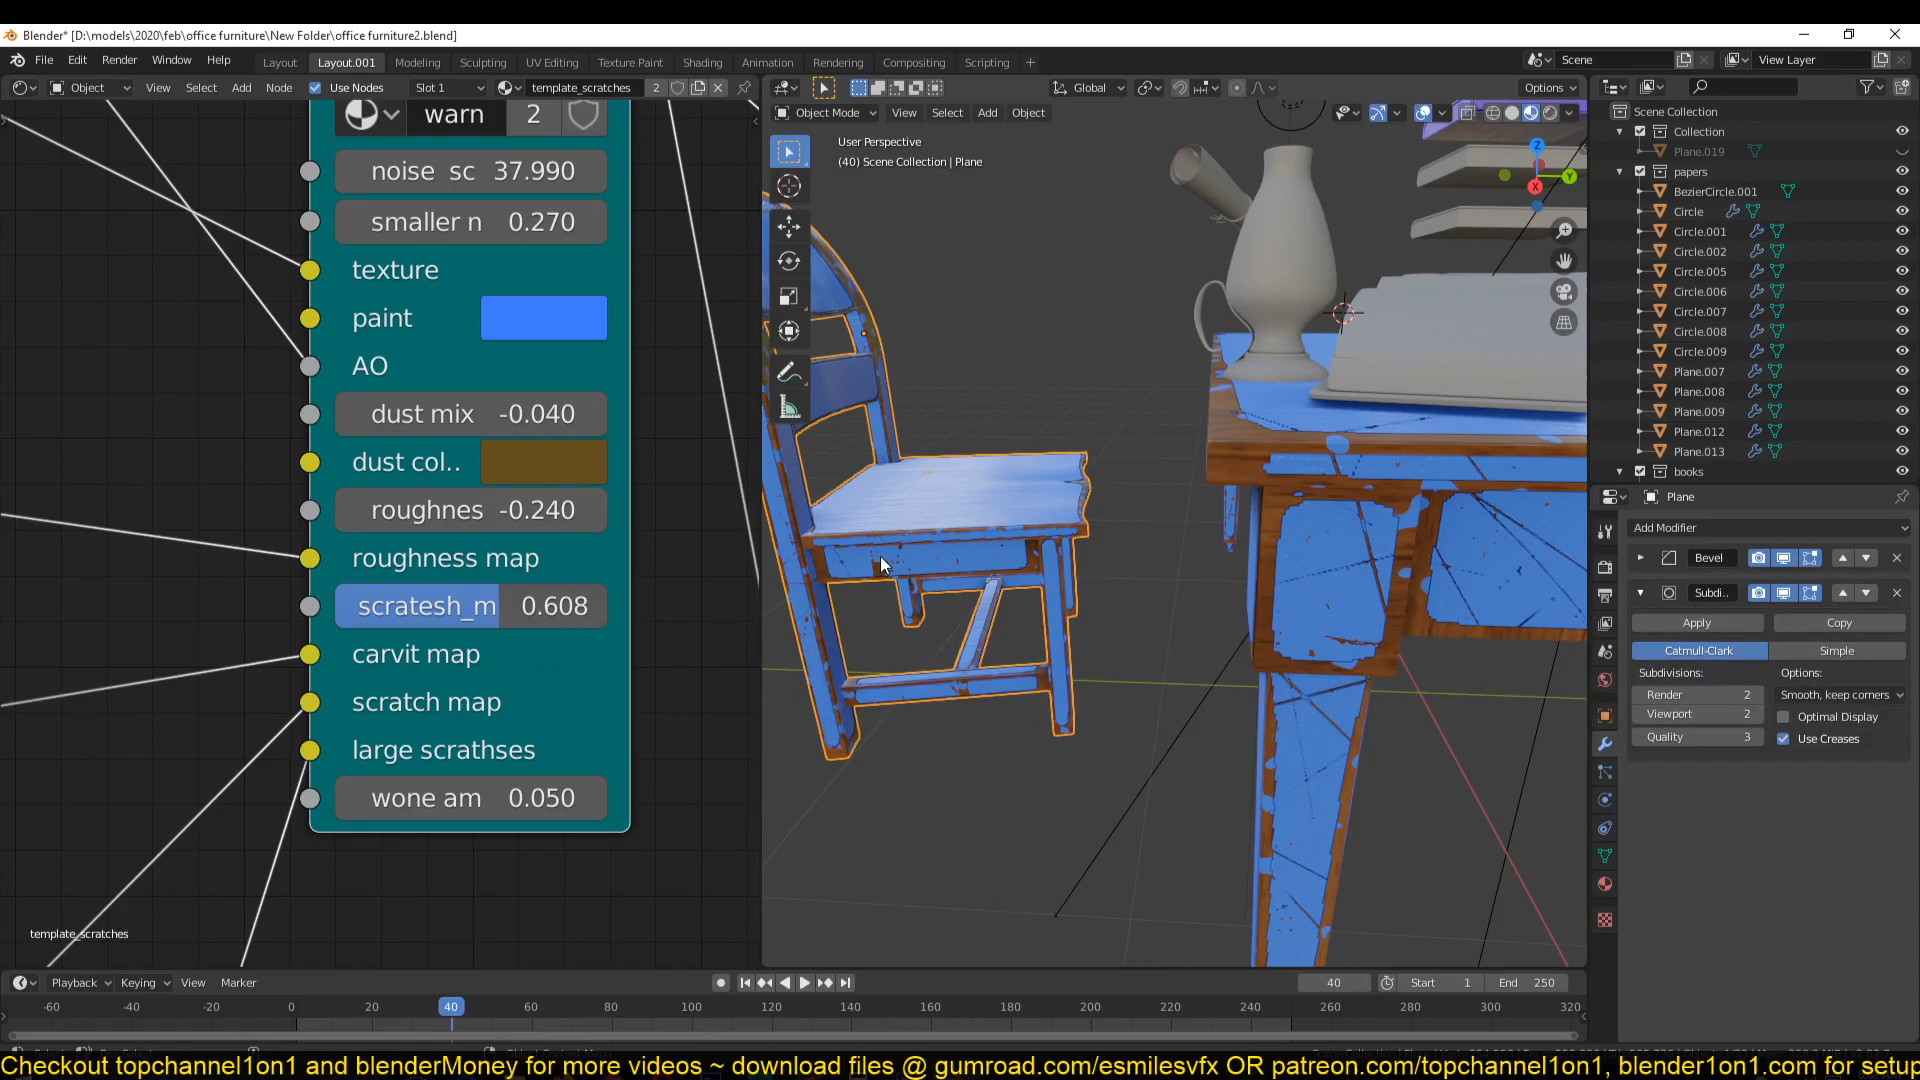 Blender* [D:\models\2020\feb\office furniture\New Folder\office furniture2.blend]
File Edit Render Window Help Layout Layout.001 Modeling Sculpting UV Editing Texture Paint Shading Animation Rendering Compositing Scripting + Scene View Layer
Object View Select Add Node Use Nodes Slot 1 template_scratches 2 Global Options
Object Mode View Select Add Object
warn 2
noise sc 37.990
smaller n 0.270
texture
paint
AO
dust mix -0.040
dust col..
roughnes -0.240
roughness map
scratesh_m 0.608
carvit map
scratch map
large scrathses
wone am 0.050
template_scratches
User Perspective
(40) Scene Collection | Plane
Z
Y
X
Scene Collection
Collection
Plane.019
papers
BezierCircle.001
Circle
Circle.001
Circle.002
Circle.005
Circle.006
Circle.007
Circle.008
Circle.009
Plane.007
Plane.008
Plane.009
Plane.012
Plane.013
books
Plane
Add Modifier
Bevel
Subdi..
Apply Copy
Catmull-Clark Simple
Subdivisions: Options:
Render 2 Smooth, keep corners
Viewport 2 Optimal Display
Quality 3 Use Creases
Playback Keying View Marker 40 Start 1 End 250
-60 -40 -20 0 20 40 60 80 100 120 140 160 180 200 220 240 260 280 300 320
Checkout topchannel1on1 and blenderMoney for more videos ~ download files @ gumroad.com/esmilesvfx OR patreon.com/topchannel1on1, blender1on1.com for setup